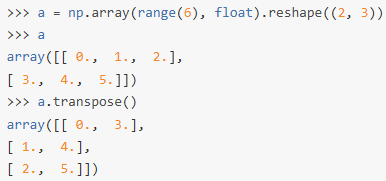 >>> a = np.array(range(6), float).reshape((2, 3))
>>> a
array([[ 0., 1., 2.],
[ 3., 4., 5.]])
>>> a.transpose()
array([[ 0., 3.],
[ 1., 4.],
[ 2., 5.]])